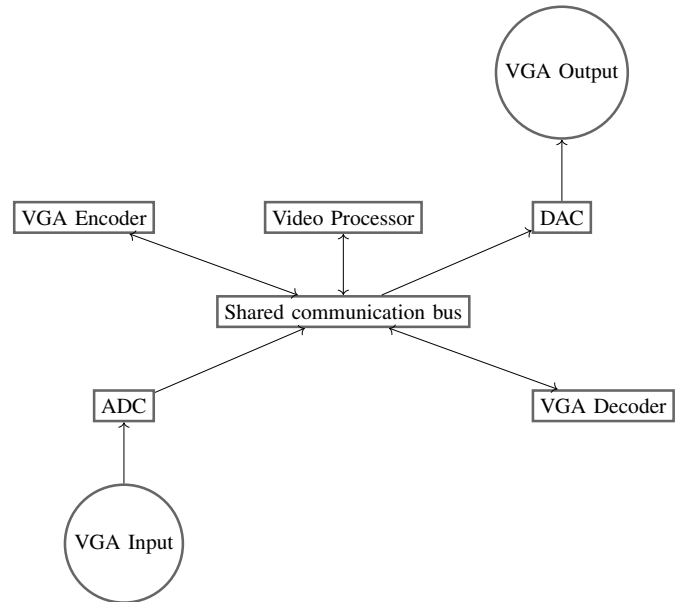 VGA Output
VGA Encoder
Video Processor
DAC
Shared communication bus
ADC
VGA Decoder
VGA Input